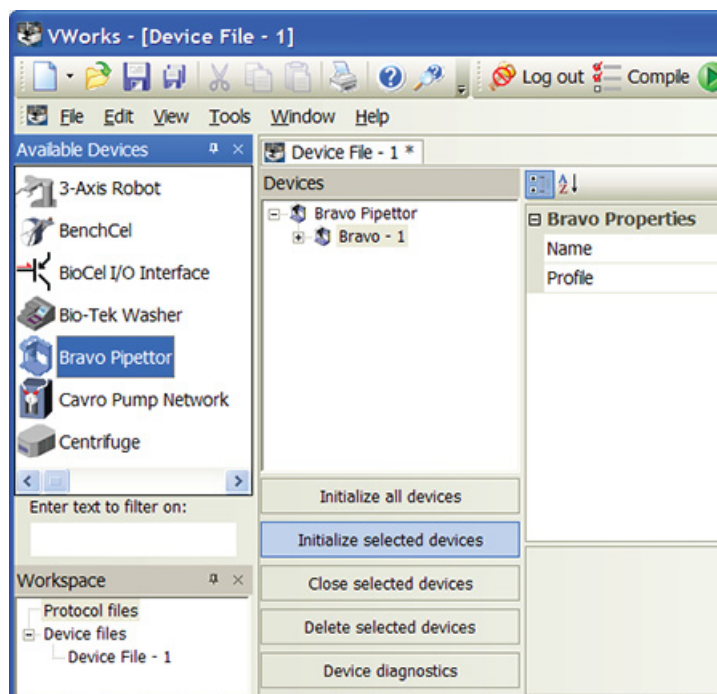 VWorks - [Device File - 1]
Log out Compile
File Edit View Tools Window Help
Available Devices
3-Axis Robot
BenchCel
BioCel I/O Interface
Bio-Tek Washer
Bravo Pipettor
Cavro Pump Network
Centrifuge
Enter text to filter on:
Workspace
Protocol files
Device files
Device File - 1
Device File - 1 *
Devices
Bravo Pipettor
Bravo - 1
Initialize all devices
Initialize selected devices
Close selected devices
Delete selected devices
Device diagnostics
A Z
Bravo Properties
Name
Profile